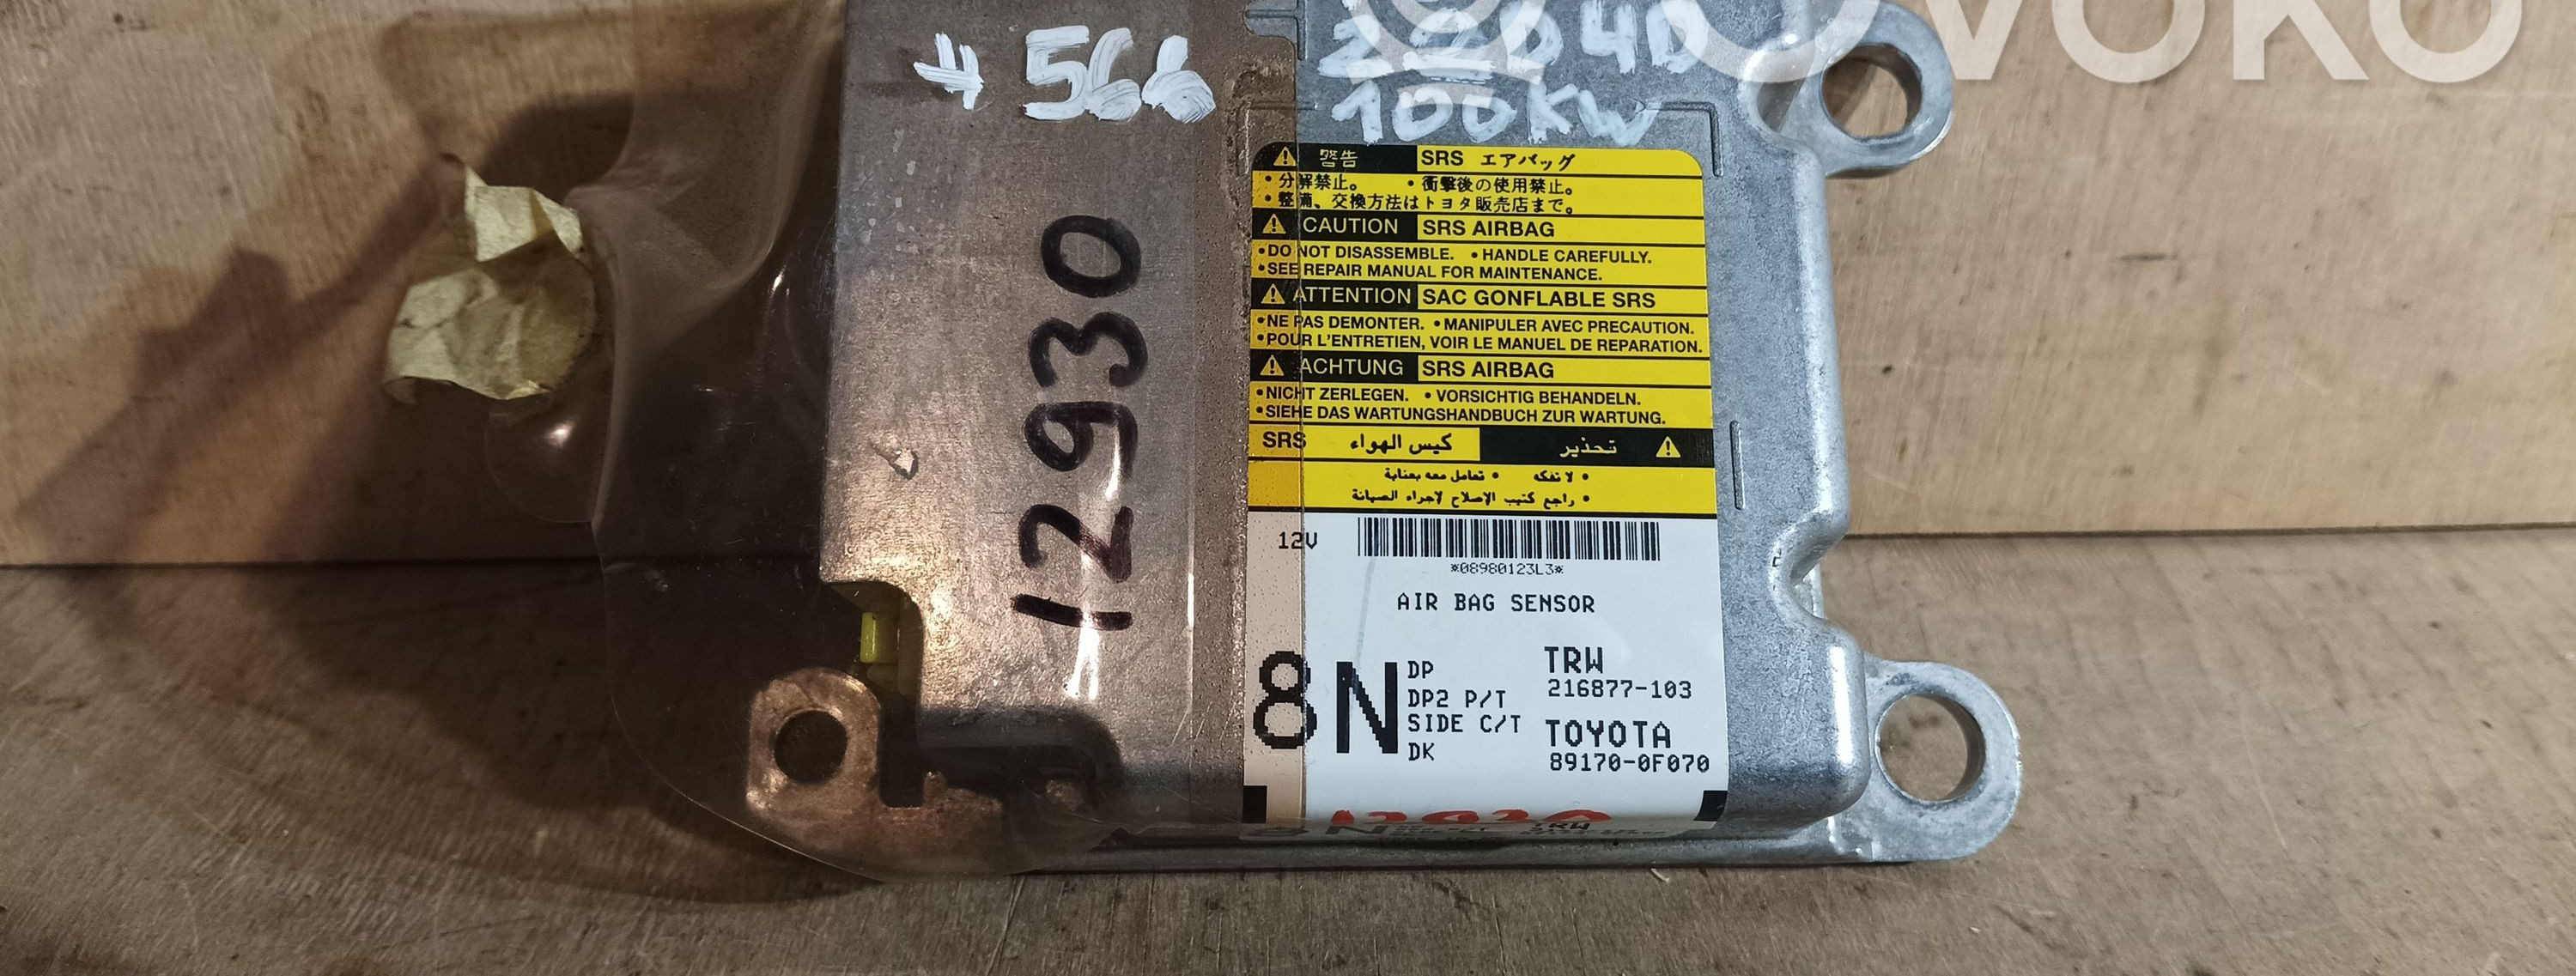 OVOKO
# 566
100KW
12930
警告 SRS エアバッグ
・分解禁止。 ・衝撃後の使用禁止。
・整備、交換方法はトヨタ販売店まで。
CAUTION SRS AIRBAG
•DO NOT DISASSEMBLE. •HANDLE CAREFULLY.
•SEE REPAIR MANUAL FOR MAINTENANCE.
ATTENTION SAC GONFLABLE SRS
•NE PAS DEMONTER. •MANIPULER AVEC PRECAUTION.
•POUR L'ENTRETIEN, VOIR LE MANUEL DE REPARATION.
ACHTUNG SRS AIRBAG
•NICHT ZERLEGEN. •VORSICHTIG BEHANDELN.
•SIEHE DAS WARTUNGSHANDBUCH ZUR WARTUNG.
تحذير كيس الهواء SRS
• لا تفكه • تعامل معه بعناية
• راجع كتيب الإصلاح لإجراء الصيانة
12V
*08980123L3*
AIR BAG SENSOR
8N
DP
DP2 P/T
SIDE C/T
DK
TRW
216877-103
TOYOTA
89170-0F070
12930
8N TRW